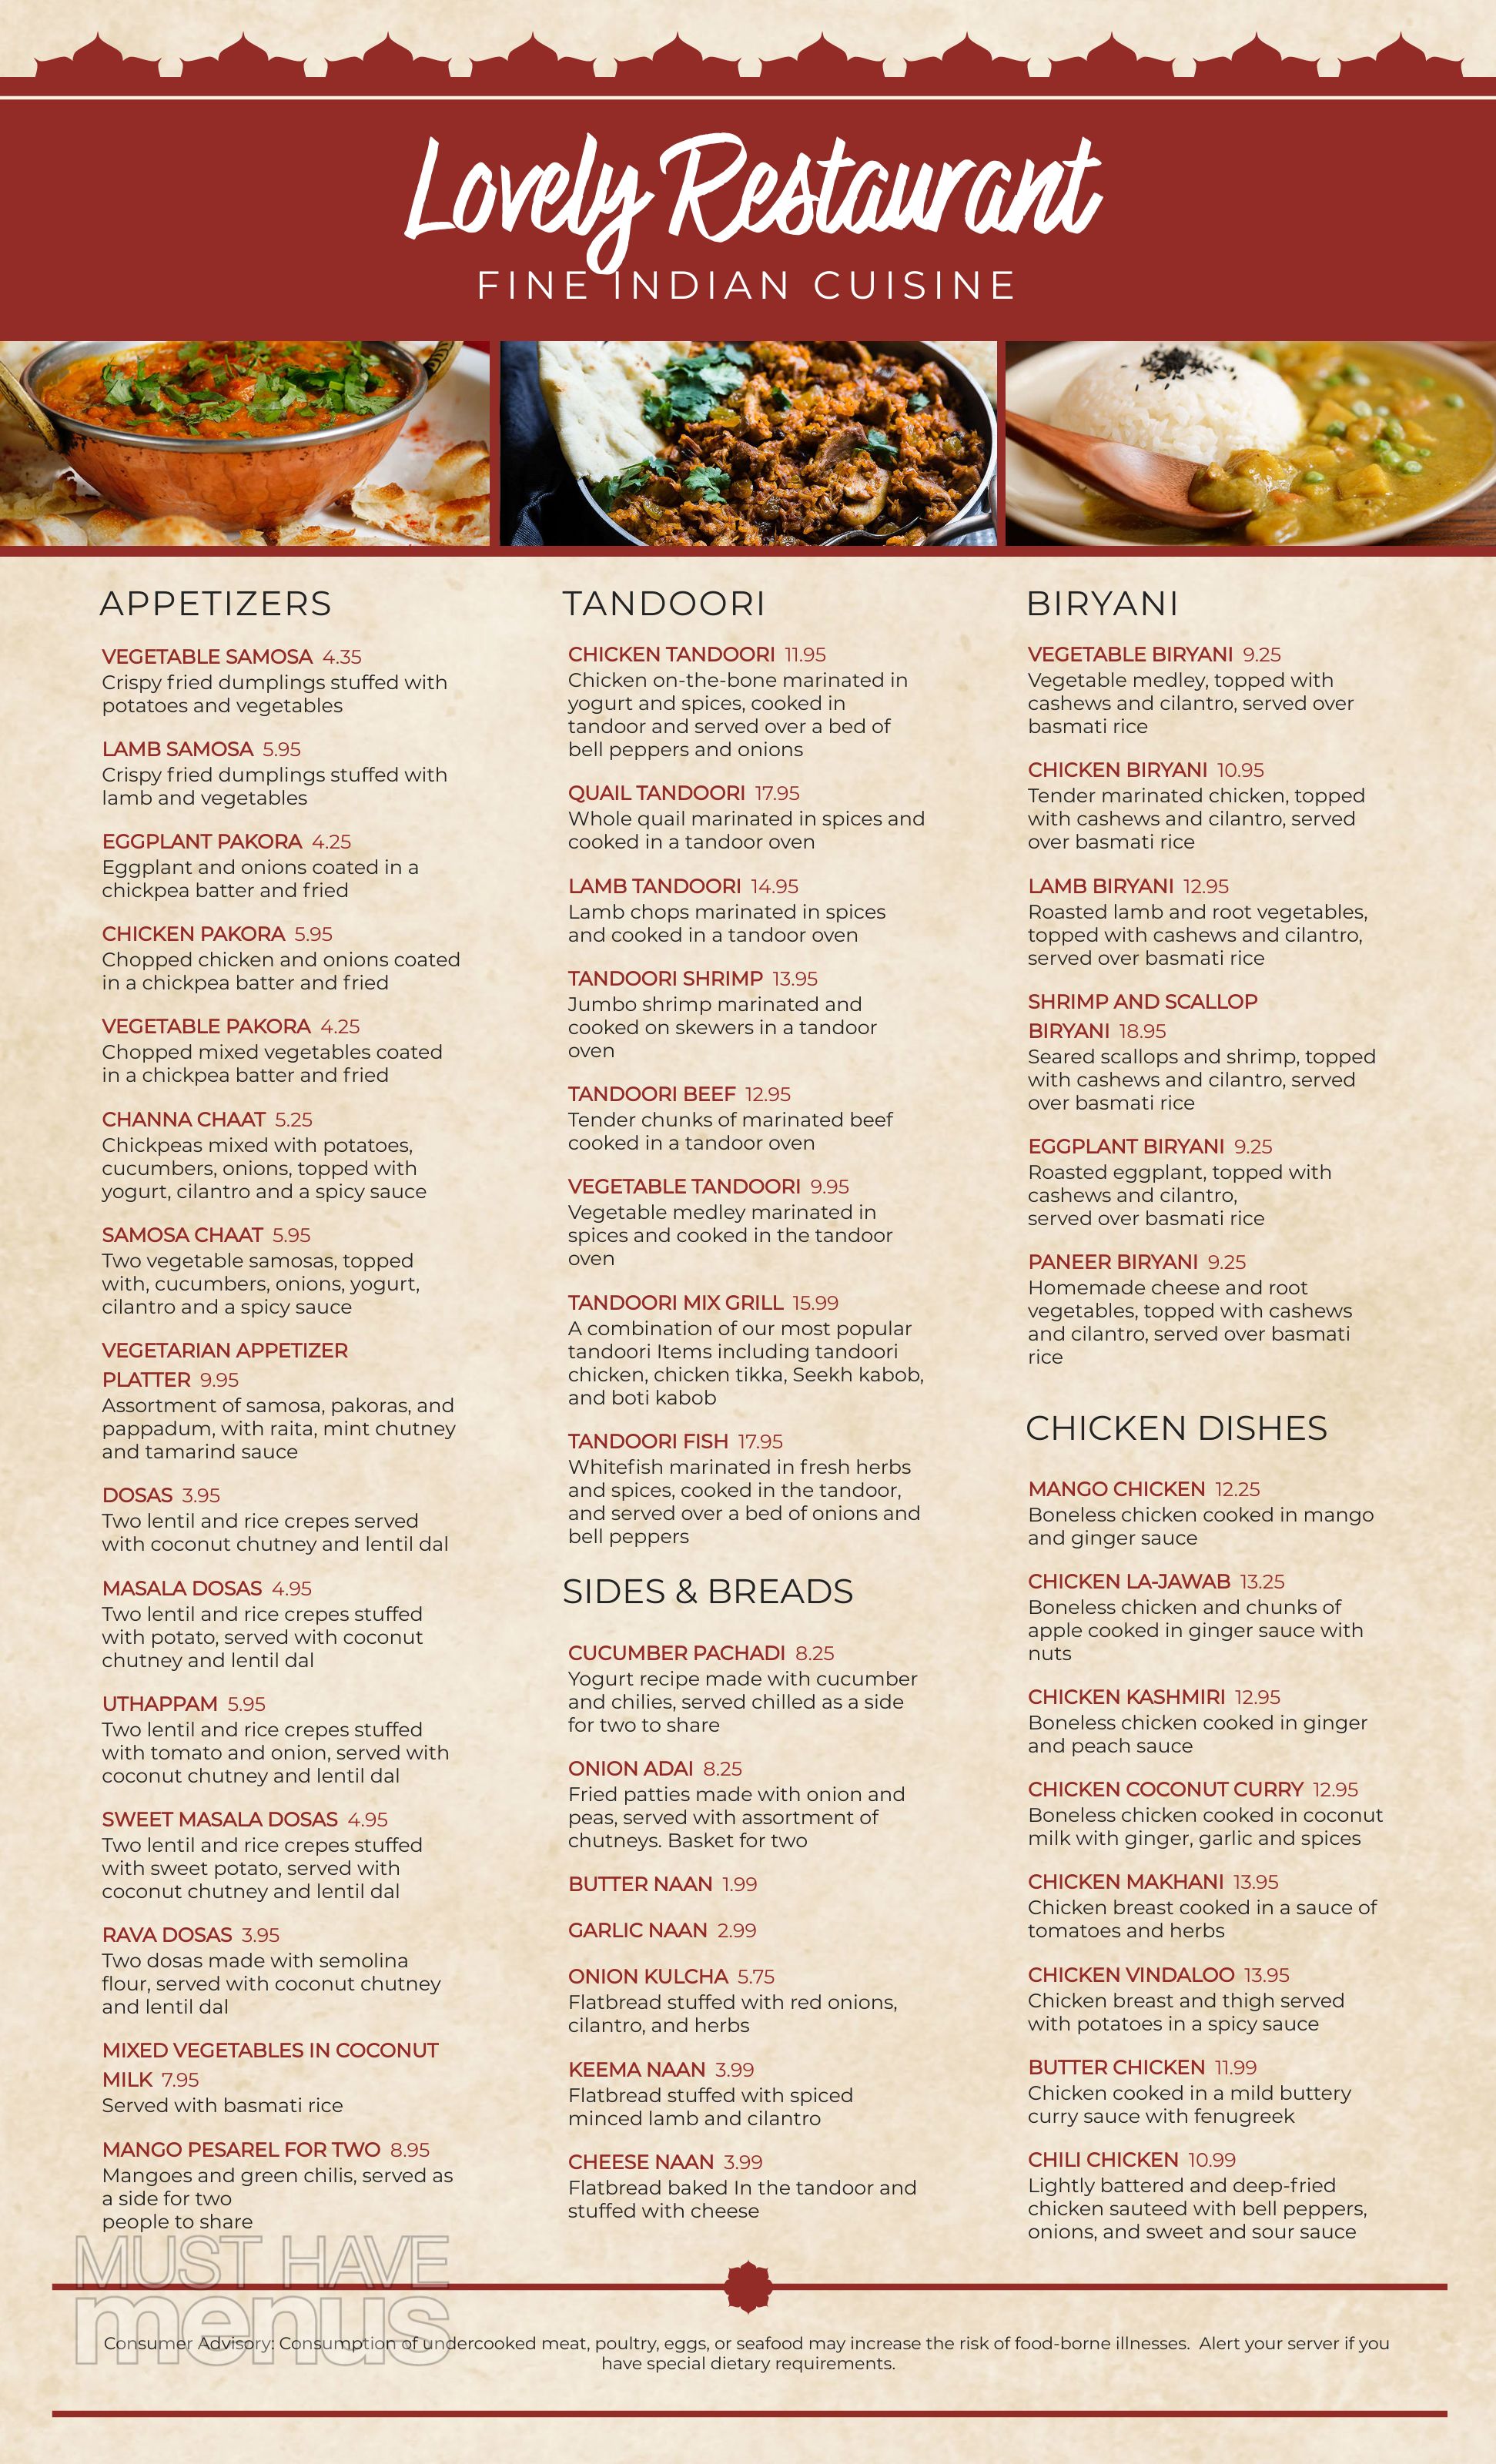 Lovely Restaurant
FINE INDIAN CUISINE
APPETIZERS
VEGETABLE SAMOSA 4.35
Crispy fried dumplings stuffed with
potatoes and vegetables
LAMB SAMOSA 5.95
Crispy fried dumplings stuffed with
lamb and vegetables
EGGPLANT PAKORA 4.25
Eggplant and onions coated in a
chickpea batter and fried
CHICKEN PAKORA 5.95
Chopped chicken and onions coated
in a chickpea batter and fried
VEGETABLE PAKORA 4.25
Chopped mixed vegetables coated
in a chickpea batter and fried
CHANNA CHAAT 5.25
Chickpeas mixed with potatoes,
cucumbers, onions, topped with
yogurt, cilantro and a spicy sauce
SAMOSA CHAAT 5.95
Two vegetable samosas, topped
with, cucumbers, onions, yogurt,
cilantro and a spicy sauce
VEGETARIAN APPETIZER
PLATTER 9.95
Assortment of samosa, pakoras, and
pappadum, with raita, mint chutney
and tamarind sauce
DOSAS 3.95
Two lentil and rice crepes served
with coconut chutney and lentil dal
MASALA DOSAS 4.95
Two lentil and rice crepes stuffed
with potato, served with coconut
chutney and lentil dal
UTHAPPAM 5.95
Two lentil and rice crepes stuffed
with tomato and onion, served with
coconut chutney and lentil dal
SWEET MASALA DOSAS 4.95
Two lentil and rice crepes stuffed
with sweet potato, served with
coconut chutney and lentil dal
RAVA DOSAS 3.95
Two dosas made with semolina
flour, served with coconut chutney
and lentil dal
MIXED VEGETABLES IN COCONUT
MILK 7.95
Served with basmati rice
MANGO PESAREL FOR TWO 8.95
Mangoes and green chilis, served as
a side for two
people to share
TANDOORI
CHICKEN TANDOORI 11.95
Chicken on-the-bone marinated in
yogurt and spices, cooked in
tandoor and served over a bed of
bell peppers and onions
QUAIL TANDOORI 17.95
Whole quail marinated in spices and
cooked in a tandoor oven
LAMB TANDOORI 14.95
Lamb chops marinated in spices
and cooked in a tandoor oven
TANDOORI SHRIMP 13.95
Jumbo shrimp marinated and
cooked on skewers in a tandoor
oven
TANDOORI BEEF 12.95
Tender chunks of marinated beef
cooked in a tandoor oven
VEGETABLE TANDOORI 9.95
Vegetable medley marinated in
spices and cooked in the tandoor
oven
TANDOORI MIX GRILL 15.99
A combination of our most popular
tandoori Items including tandoori
chicken, chicken tikka, Seekh kabob,
and boti kabob
TANDOORI FISH 17.95
Whitefish marinated in fresh herbs
and spices, cooked in the tandoor,
and served over a bed of onions and
bell peppers
SIDES & BREADS
CUCUMBER PACHADI 8.25
Yogurt recipe made with cucumber
and chilies, served chilled as a side
for two to share
ONION ADAI 8.25
Fried patties made with onion and
peas, served with assortment of
chutneys. Basket for two
BUTTER NAAN 1.99
GARLIC NAAN 2.99
ONION KULCHA 5.75
Flatbread stuffed with red onions,
cilantro, and herbs
KEEMA NAAN 3.99
Flatbread stuffed with spiced
minced lamb and cilantro
CHEESE NAAN 3.99
Flatbread baked In the tandoor and
stuffed with cheese
BIRYANI
VEGETABLE BIRYANI 9.25
Vegetable medley, topped with
cashews and cilantro, served over
basmati rice
CHICKEN BIRYANI 10.95
Tender marinated chicken, topped
with cashews and cilantro, served
over basmati rice
LAMB BIRYANI 12.95
Roasted lamb and root vegetables,
topped with cashews and cilantro,
served over basmati rice
SHRIMP AND SCALLOP
BIRYANI 18.95
Seared scallops and shrimp, topped
with cashews and cilantro, served
over basmati rice
EGGPLANT BIRYANI 9.25
Roasted eggplant, topped with
cashews and cilantro,
served over basmati rice
PANEER BIRYANI 9.25
Homemade cheese and root
vegetables, topped with cashews
and cilantro, served over basmati
rice
CHICKEN DISHES
MANGO CHICKEN 12.25
Boneless chicken cooked in mango
and ginger sauce
CHICKEN LA-JAWAB 13.25
Boneless chicken and chunks of
apple cooked in ginger sauce with
nuts
CHICKEN KASHMIRI 12.95
Boneless chicken cooked in ginger
and peach sauce
CHICKEN COCONUT CURRY 12.95
Boneless chicken cooked in coconut
milk with ginger, garlic and spices
CHICKEN MAKHANI 13.95
Chicken breast cooked in a sauce of
tomatoes and herbs
CHICKEN VINDALOO 13.95
Chicken breast and thigh served
with potatoes in a spicy sauce
BUTTER CHICKEN 11.99
Chicken cooked in a mild buttery
curry sauce with fenugreek
CHILI CHICKEN 10.99
Lightly battered and deep-fried
chicken sauteed with bell peppers,
onions, and sweet and sour sauce
MUST HAVE
menus
Consumer Advisory: Consumption of undercooked meat, poultry, eggs, or seafood may increase the risk of food-borne illnesses. Alert your server if you
have special dietary requirements.